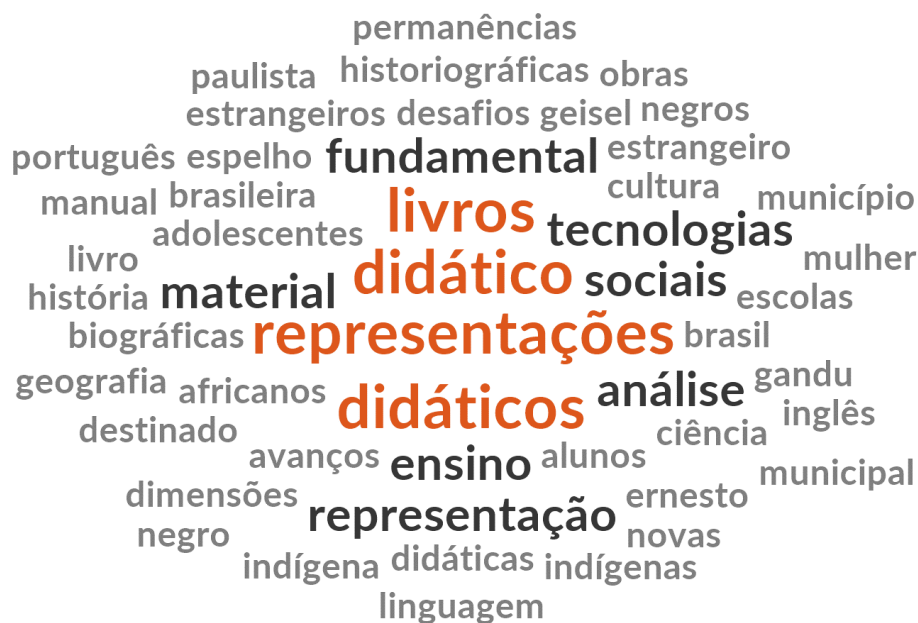 permanências
paulista historiográficas obras
estrangeiros desafios geisel negros
português espelho fundamental estrangeiro
manual brasileira livros cultura município
adolescentes tecnologias
livro didático sociais mulher
história material escolas
biográficas representações brasil
geografia africanos didáticos análise gandu
destinado ciência inglês
avanços ensino alunos municipal
dimensões representação ernesto
negro novas
indígena didáticas indígenas
linguagem